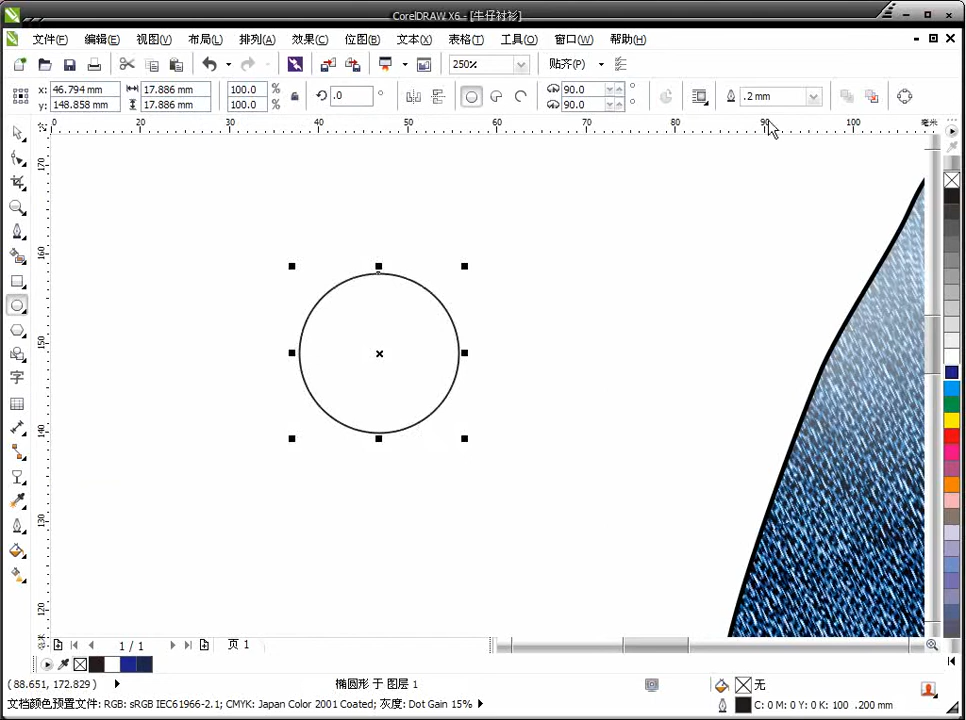 CorelDRAW X6 - [牛仔衬衫]
文件(F) 编辑(E) 视图(V) 布局(L) 排列(A) 效果(C) 位图(B) 文本(X) 表格(T) 工具(O) 窗口(W) 帮助(H)
250% 贴齐(P)
x: 46.794 mm 17.886 mm 100.0 % .0 ° 90.0 ° .2 mm
y: 148.858 mm 17.886 mm 100.0 % 90.0
0 20 30 40 50 60 70 80 90 100 毫米
170
160
150
140
130
120
字
1 / 1 页 1
(88.651, 172.829) 椭圆形 于 图层 1 无
文档颜色预置文件: RGB: sRGB IEC61966-2.1; CMYK: Japan Color 2001 Coated; 灰度: Dot Gain 15% C: 0 M: 0 Y: 0 K: 100 .200 mm